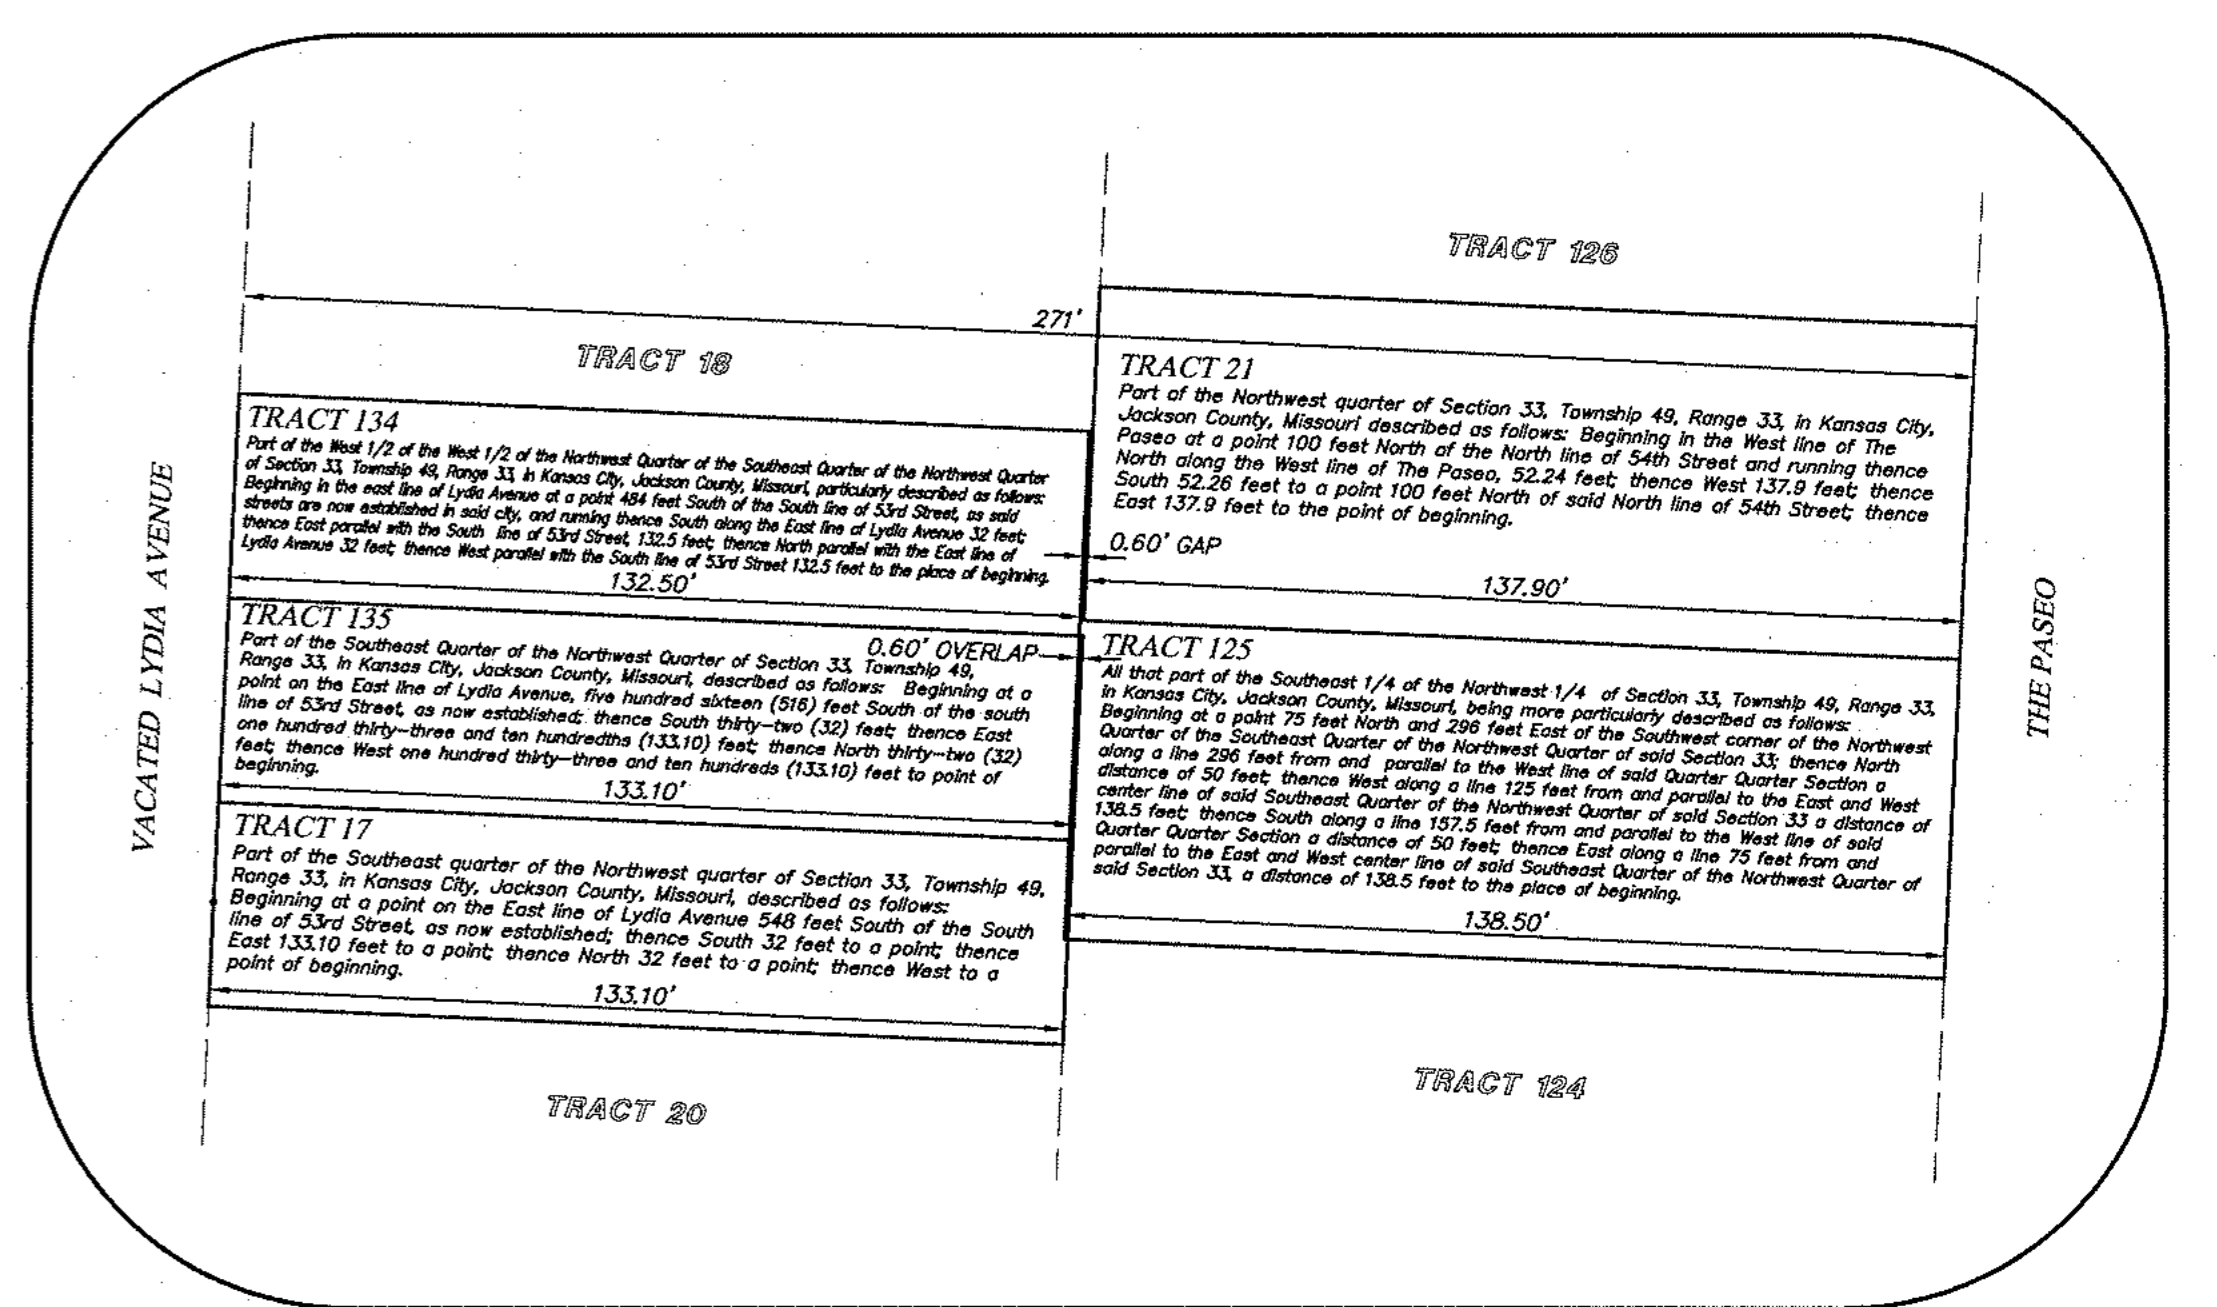 TRACT 126
271'
TRACT 18
TRACT 21
Part of the Northwest quarter of Section 33, Township 49, Range 33, in Kansas City,
Jackson County, Missouri described as follows: Beginning in the West line of The
Paseo at a point 100 feet North of the North line of 54th Street and running thence
North along the West line of The Paseo, 52.24 feet; thence West 137.9 feet; thence
South 52.26 feet to a point 100 feet North of said North line of 54th Street; thence
East 137.9 feet to the point of beginning.
0.60' GAP
137.90'
TRACT 134
Part of the West 1/2 of the West 1/2 of the Northwest Quarter of the Southeast Quarter of the Northwest Quarter
of Section 33, Township 49, Range 33, in Kansas City, Jackson County, Missouri, particularly described as follows:
Beginning in the east line of Lydia Avenue at a point 484 feet South of the South line of 53rd Street, as said
streets are now established in said city, and running thence South along the East line of Lydia Avenue 32 feet;
thence East parallel with the South line of 53rd Street, 132.5 feet; thence North parallel with the East line of
Lydia Avenue 32 feet; thence West parallel with the South line of 53rd Street 132.5 feet to the place of beginning.
132.50'
TRACT 135
0.60' OVERLAP
Part of the Southeast Quarter of the Northwest Quarter of Section 33, Township 49,
Range 33, in Kansas City, Jackson County, Missouri, described as follows: Beginning at a
point on the East line of Lydia Avenue, five hundred sixteen (516) feet South of the south
line of 53rd Street, as now established; thence South thirty-two (32) feet; thence East
one hundred thirty-three and ten hundredths (133.10) feet; thence North thirty-two (32)
feet; thence West one hundred thirty-three and ten hundreds (133.10) feet to point of
beginning.
133.10'
TRACT 125
All that part of the Southeast 1/4 of the Northwest 1/4 of Section 33, Township 49, Range 33,
in Kansas City, Jackson County, Missouri, being more particularly described as follows:
Beginning at a point 75 feet North and 296 feet East of the Southwest corner of the Northwest
Quarter of the Southeast Quarter of the Northwest Quarter of said Section 33; thence North
along a line 296 feet from and parallel to the West line of said Quarter Quarter Section a
distance of 50 feet; thence West along a line 125 feet from and parallel to the East and West
center line of said Southeast Quarter of the Northwest Quarter of said Section 33 a distance of
138.5 feet; thence South along a line 157.5 feet from and parallel to the West line of said
Quarter Quarter Section a distance of 50 feet; thence East along a line 75 feet from and
parallel to the East and West center line of said Southeast Quarter of the Northwest Quarter of
said Section 33, a distance of 138.5 feet to the place of beginning.
138.50'
TRACT 17
Part of the Southeast quarter of the Northwest quarter of Section 33, Township 49,
Range 33, in Kansas City, Jackson County, Missouri, described as follows:
Beginning at a point on the East line of Lydia Avenue 548 feet South of the South
line of 53rd Street, as now established; thence South 32 feet to a point; thence
East 133.10 feet to a point; thence North 32 feet to a point; thence West to a
point of beginning.
133.10'
TRACT 20
TRACT 124
VACATED LYDIA AVENUE
THE PASEO